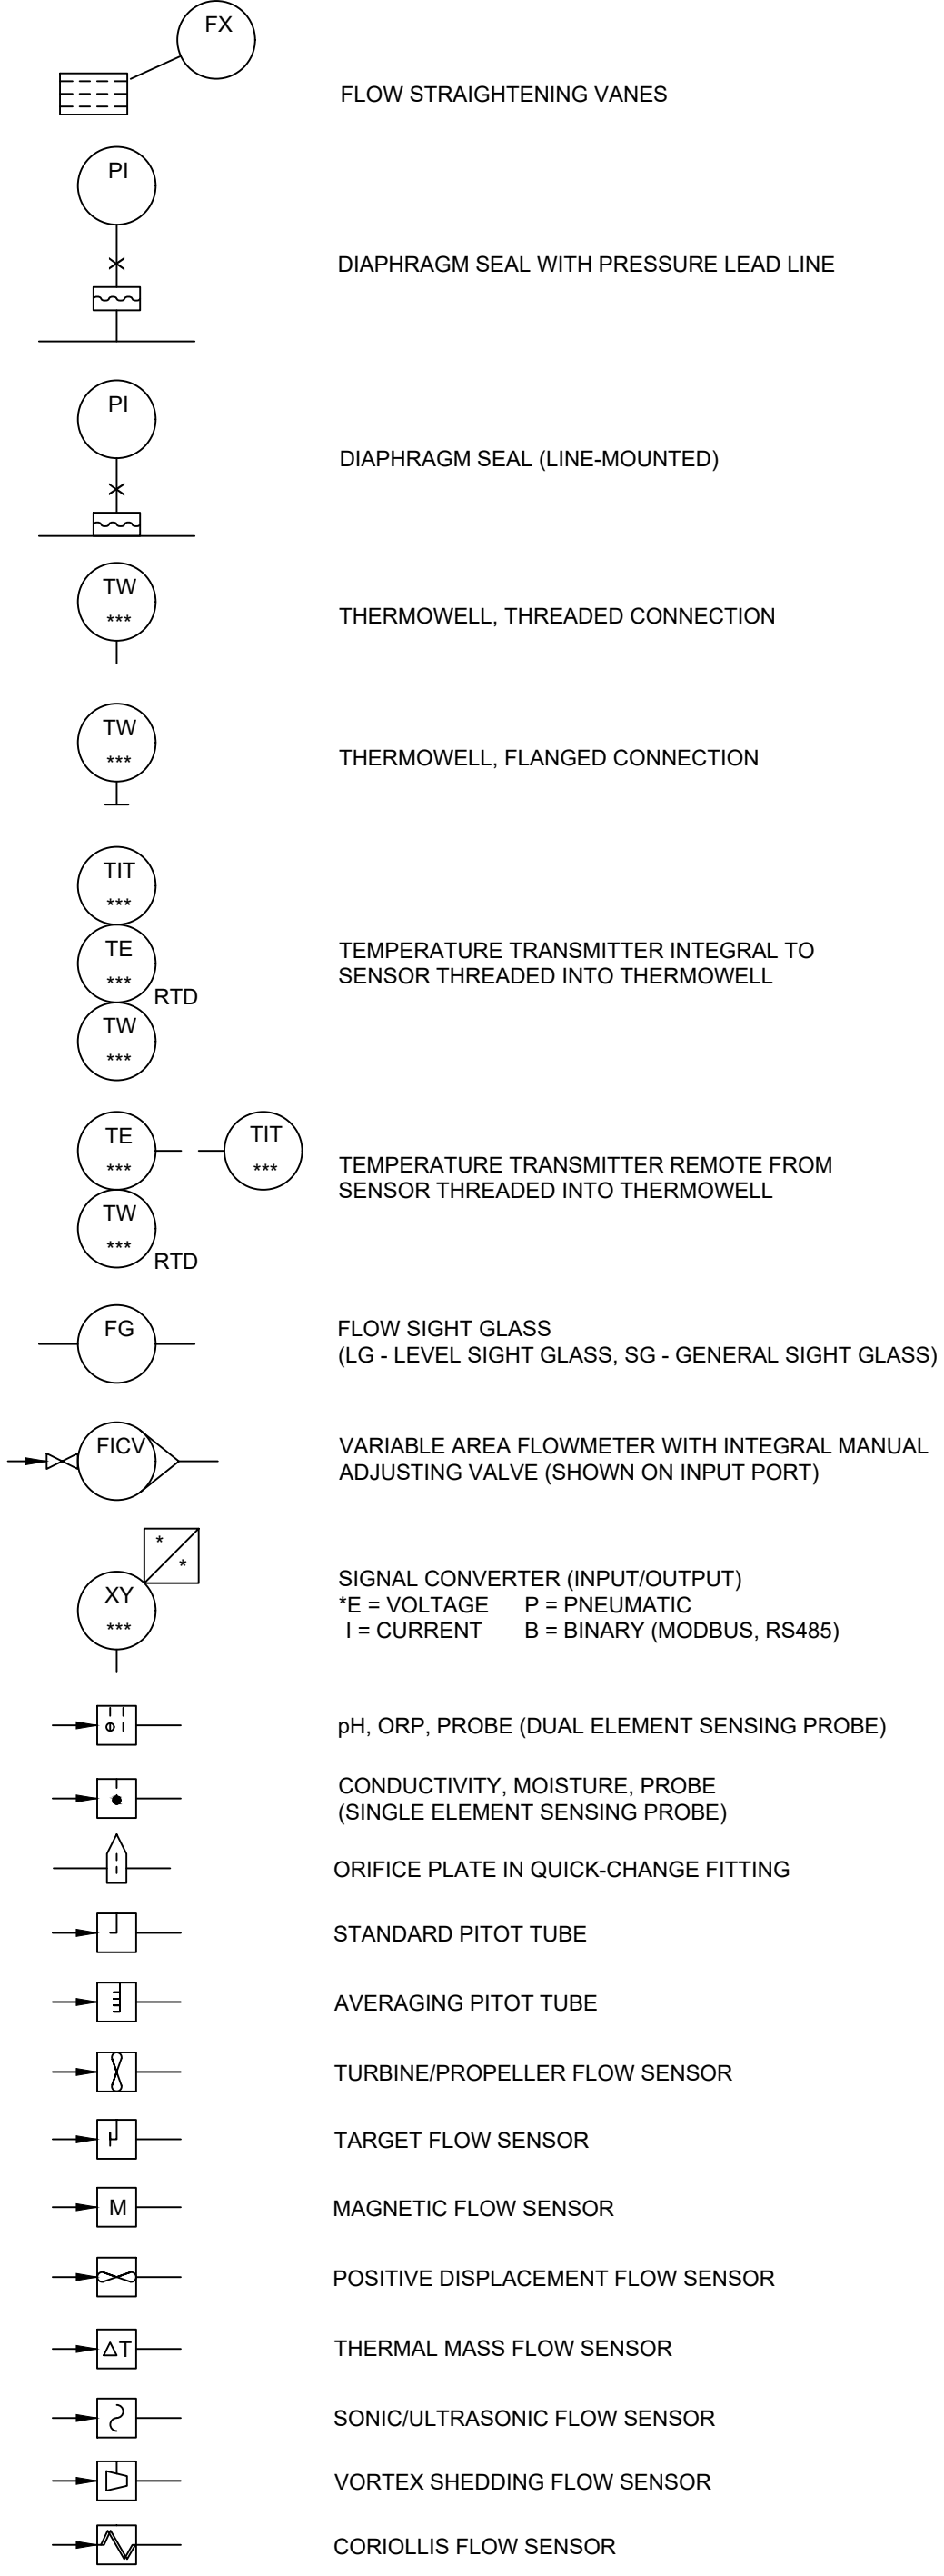 FX
FLOW STRAIGHTENING VANES
PI
DIAPHRAGM SEAL WITH PRESSURE LEAD LINE
PI
DIAPHRAGM SEAL (LINE-MOUNTED)
TW
***
THERMOWELL, THREADED CONNECTION
TW
***
THERMOWELL, FLANGED CONNECTION
TIT
***
TE
***
RTD
TW
***
TEMPERATURE TRANSMITTER INTEGRAL TO
SENSOR THREADED INTO THERMOWELL
TE
***
TIT
***
TW
***
RTD
TEMPERATURE TRANSMITTER REMOTE FROM
SENSOR THREADED INTO THERMOWELL
FG
FLOW SIGHT GLASS
(LG - LEVEL SIGHT GLASS, SG - GENERAL SIGHT GLASS)
FICV
VARIABLE AREA FLOWMETER WITH INTEGRAL MANUAL
ADJUSTING VALVE (SHOWN ON INPUT PORT)
*
*
XY
***
SIGNAL CONVERTER (INPUT/OUTPUT)
*E = VOLTAGE P = PNEUMATIC
I = CURRENT B = BINARY (MODBUS, RS485)
pH, ORP, PROBE (DUAL ELEMENT SENSING PROBE)
CONDUCTIVITY, MOISTURE, PROBE
(SINGLE ELEMENT SENSING PROBE)
ORIFICE PLATE IN QUICK-CHANGE FITTING
STANDARD PITOT TUBE
AVERAGING PITOT TUBE
TURBINE/PROPELLER FLOW SENSOR
TARGET FLOW SENSOR
M
MAGNETIC FLOW SENSOR
POSITIVE DISPLACEMENT FLOW SENSOR
ΔT
THERMAL MASS FLOW SENSOR
SONIC/ULTRASONIC FLOW SENSOR
VORTEX SHEDDING FLOW SENSOR
CORIOLLIS FLOW SENSOR